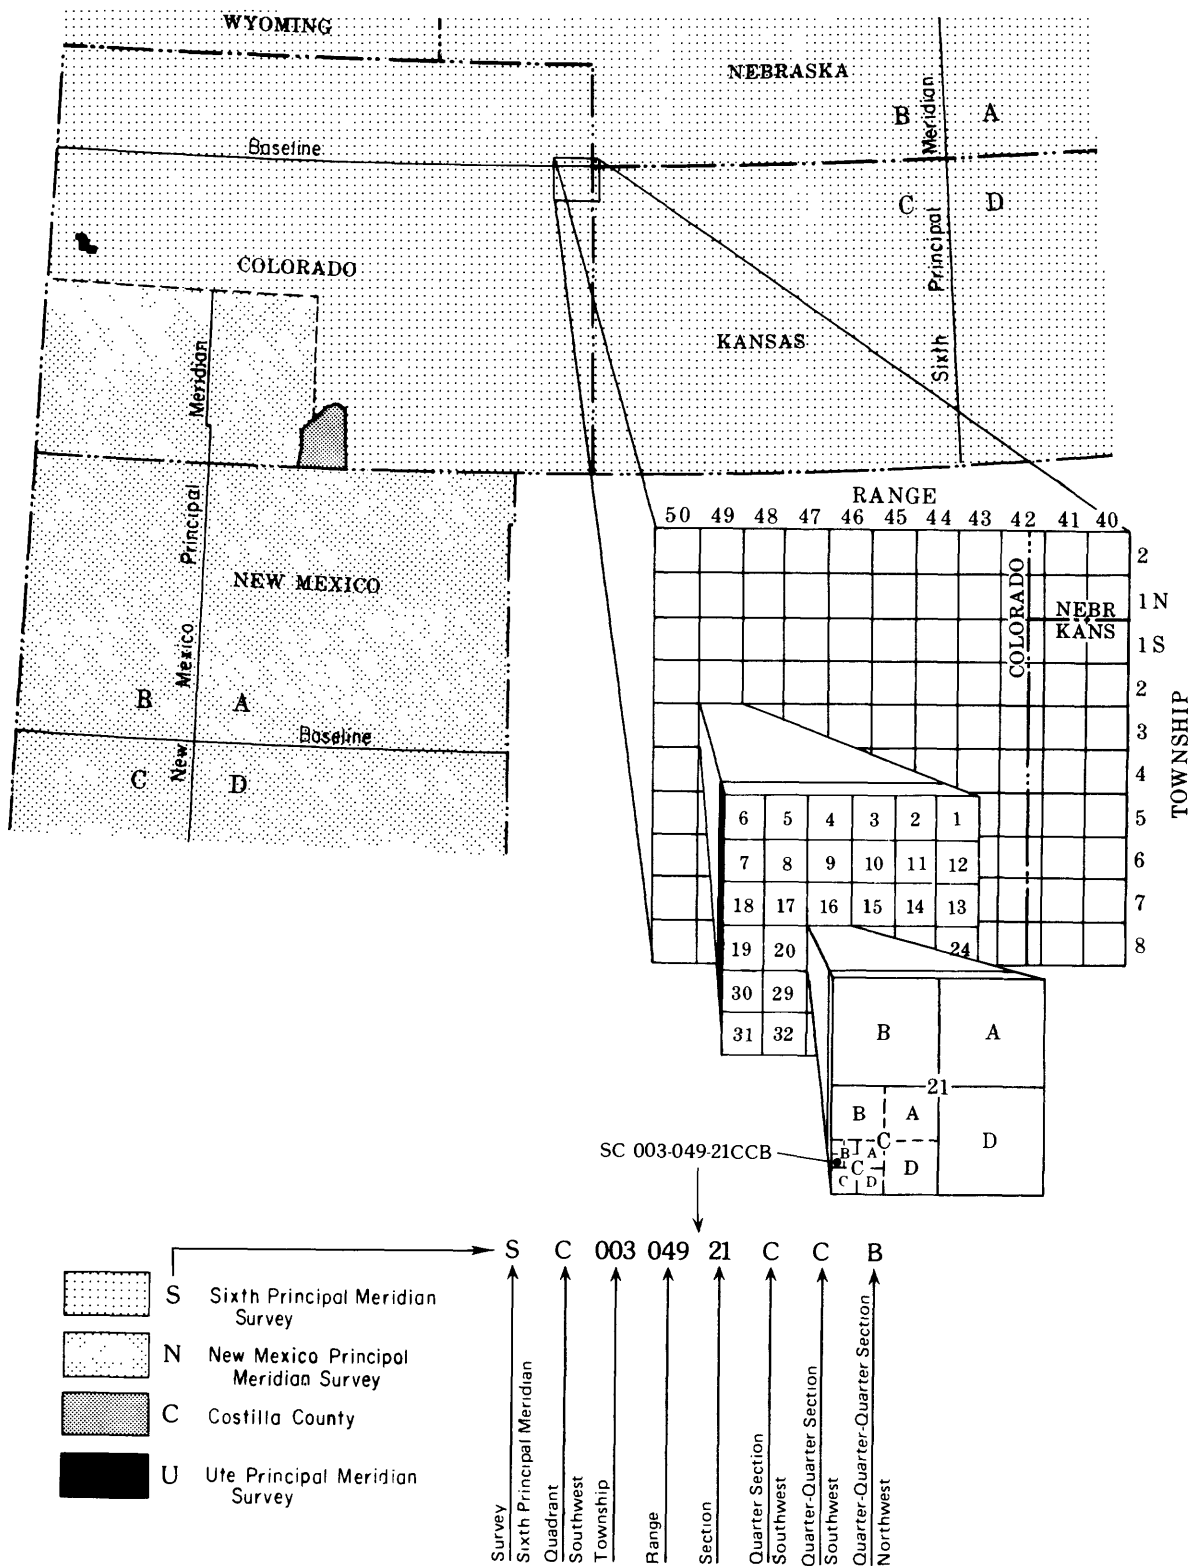 WYOMING
NEBRASKA
B
A
Meridian
Baseline
C
D
Principal
COLORADO
Sixth
KANSAS
Meridian
Principal
NEW MEXICO
Mexico
B
A
Baseline
New
C
D
RANGE
50 49 48 47 46 45 44 43 42 41 40
2
COLORADO
NEBR
1 N
KANS
1 S
2
3
4
5
6
7
8
TOWNSHIP
6 5 4 3 2 1
7 8 9 10 11 12
18 17 16 15 14 13
19 20 24
30 29
31 32
B A
21
B A
C
D
B A
C
C D
D
SC 003-049-21CCB
S C 003 049 21 C C B
S Sixth Principal Meridian
Survey
N New Mexico Principal
Meridian Survey
C Costilla County
U Ute Principal Meridian
Survey
Survey
Sixth Principal Meridian
Quadrant
Southwest
Township
Range
Section
Quarter Section
Southwest
Quarter-Quarter Section
Southwest
Quarter-Quarter-Quarter Section
Northwest